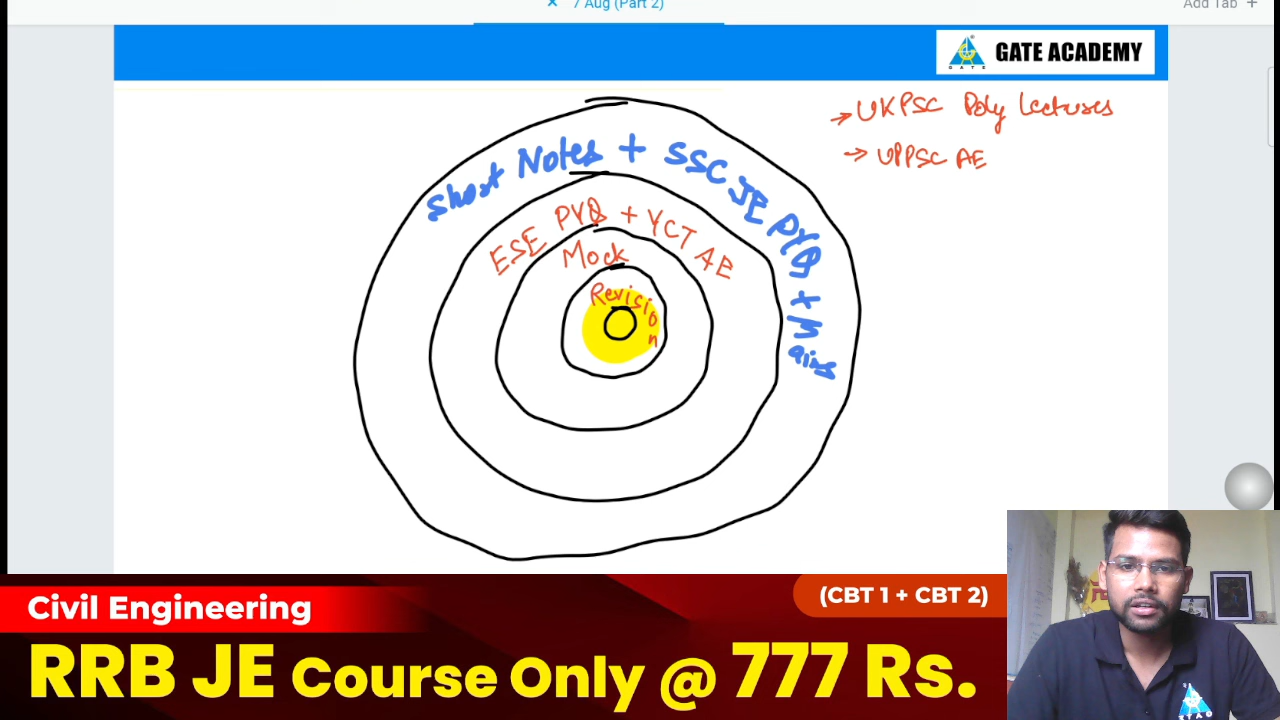 7 Aug (Part 2)
Add Tab +
GATE
GATE ACADEMY
→ UKPSC Poly Lectures
→ UPPSC AE
Short Notes + SSC JE PYQ + Mains
ESE PYQ + YCT AE
Mock
Revision
Civil Engineering
(CBT 1 + CBT 2)
RRB JE Course Only @ 777 Rs.